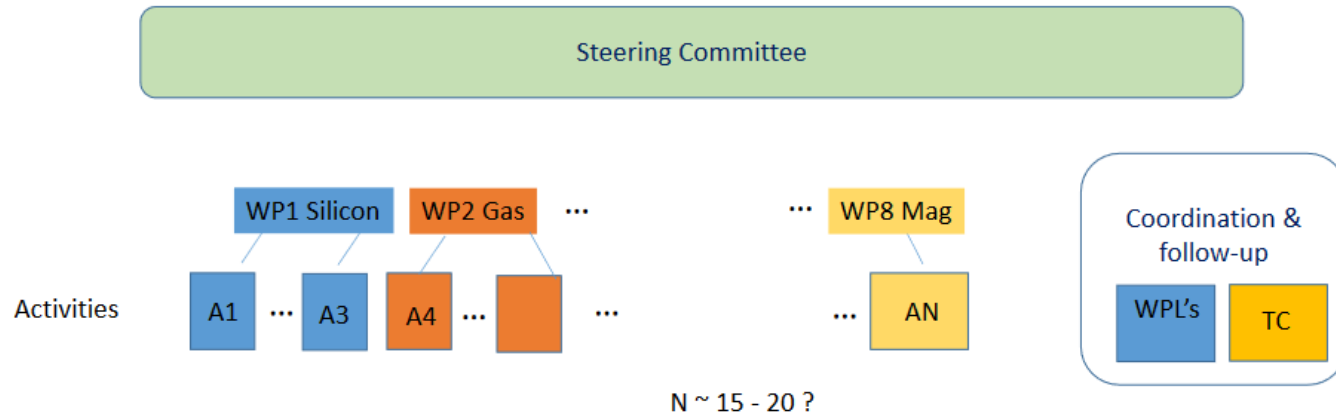 Steering Committee
WP1 Silicon
WP2 Gas
...
...
WP8 Mag
Coordination &
follow-up
Activities
A1
...
A3
A4
...
...
...
AN
WPL's
TC
N ~ 15 - 20 ?